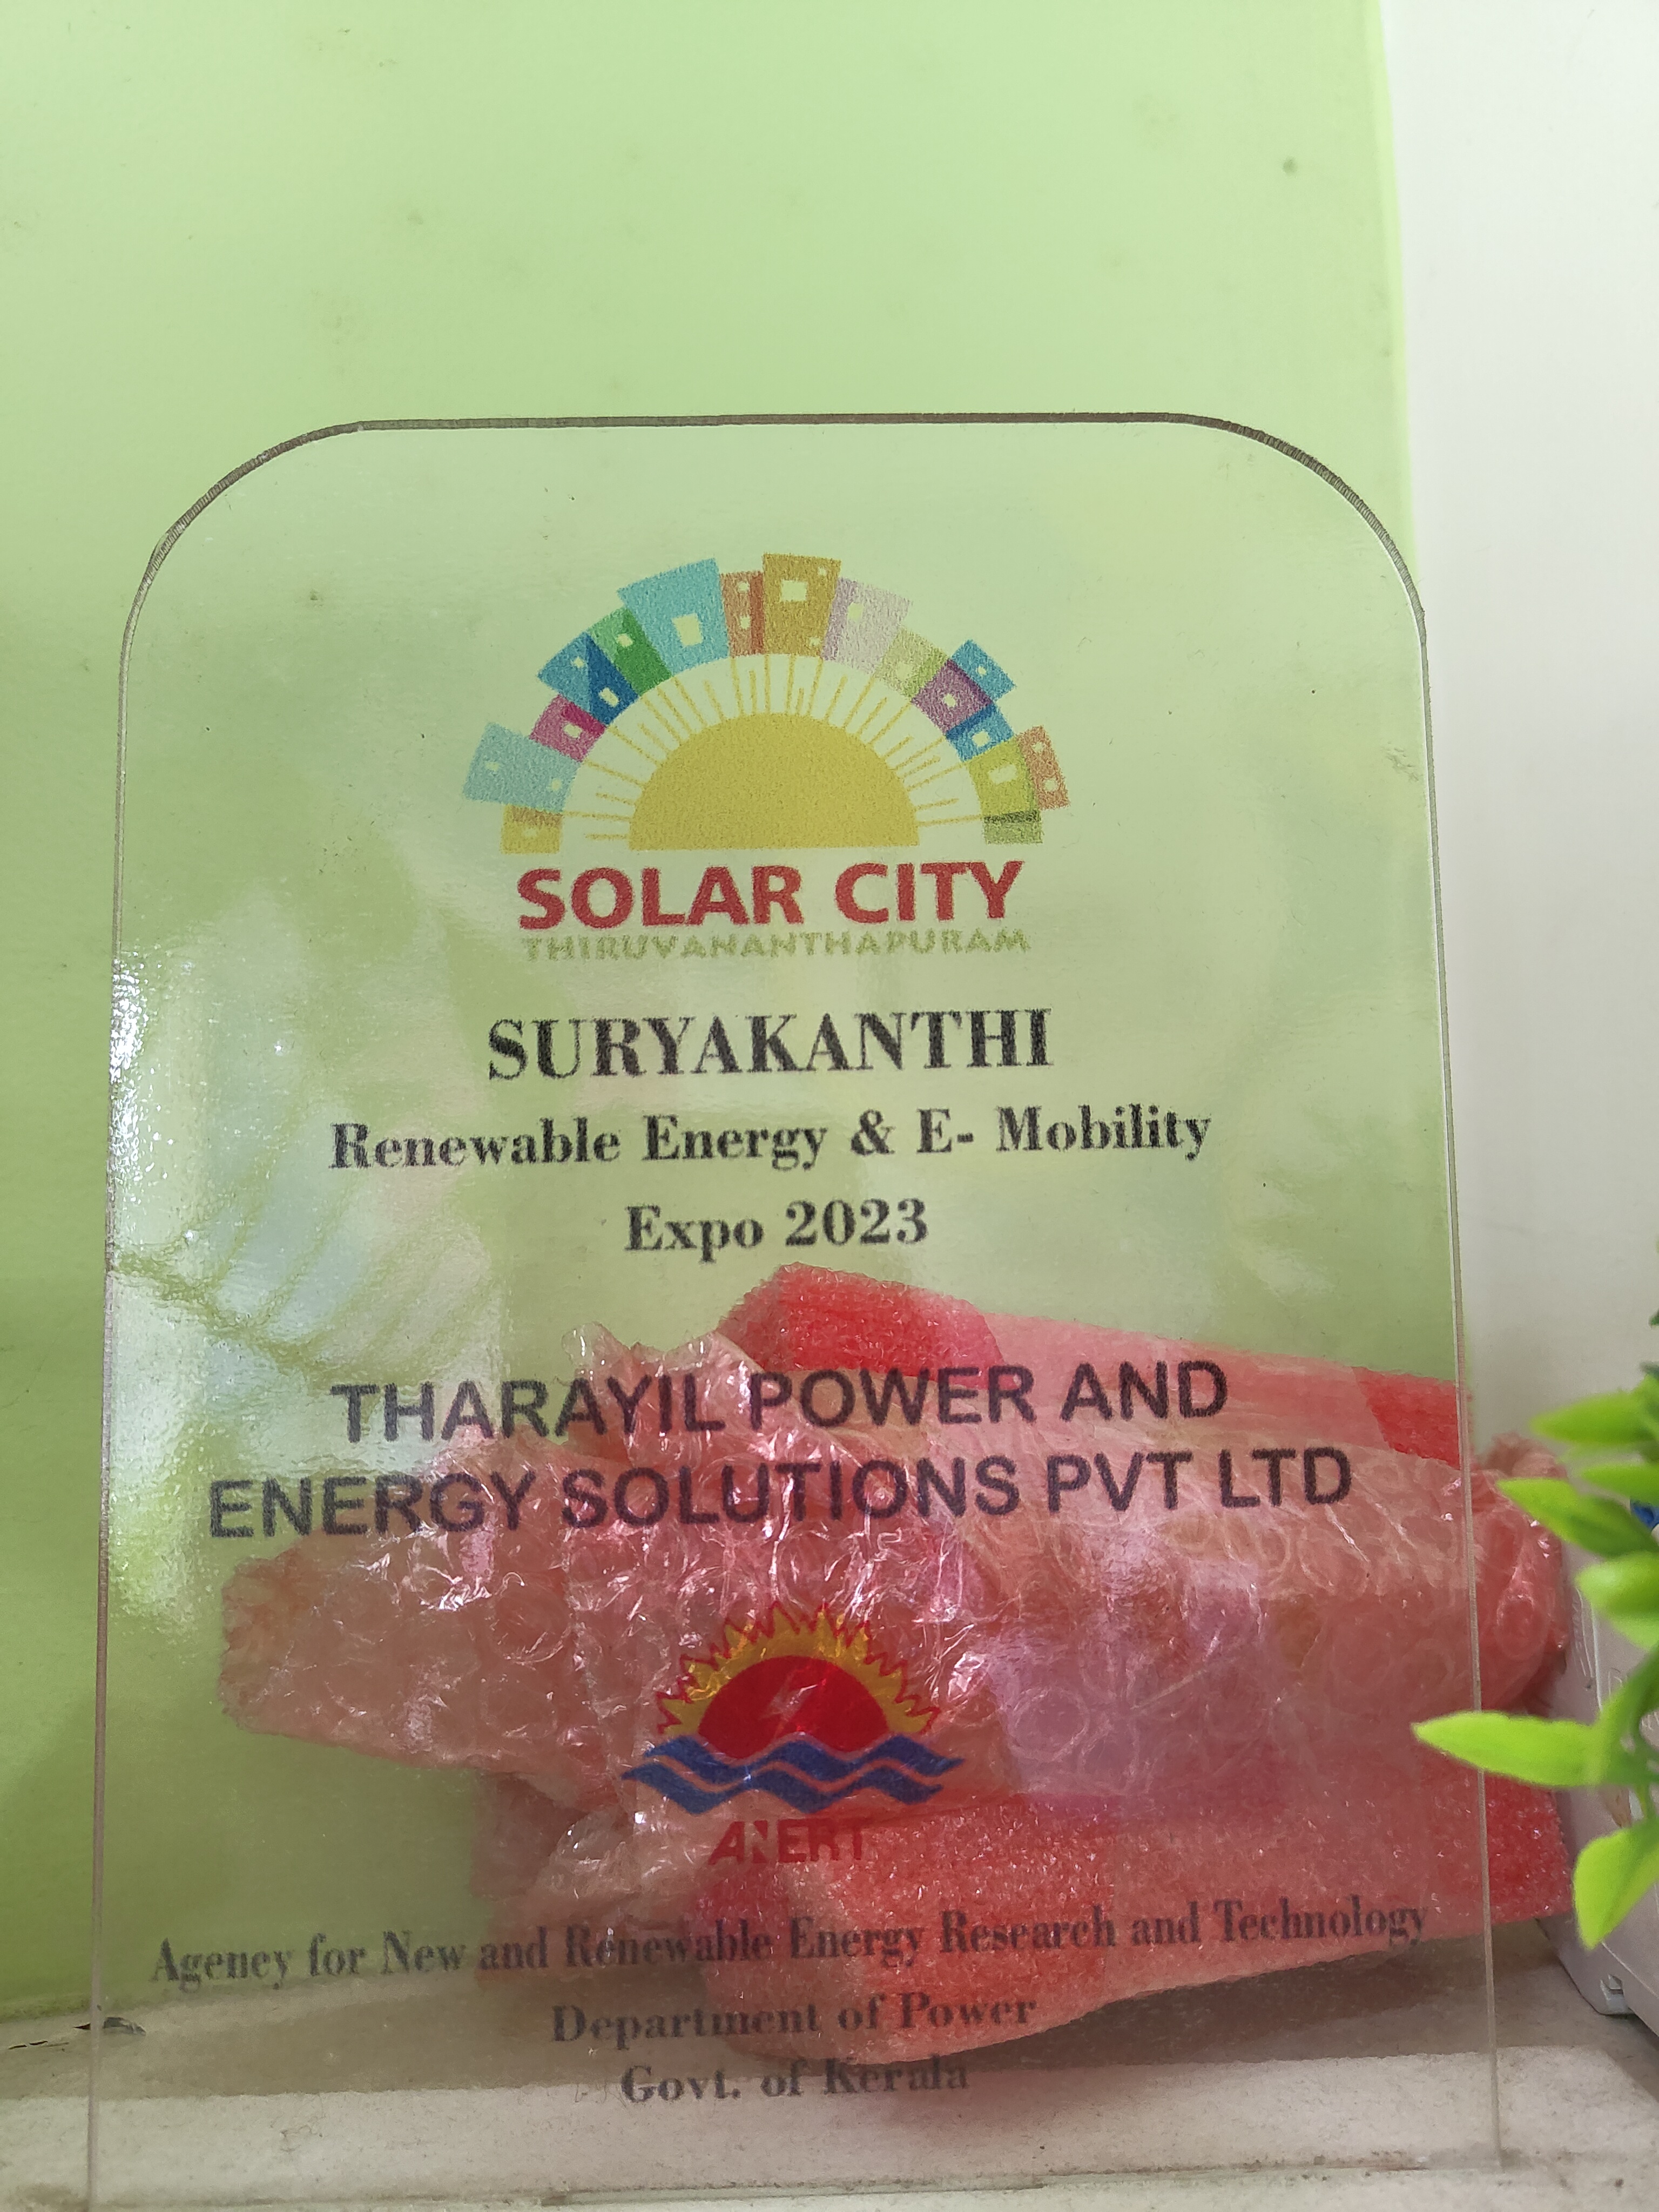 SOLAR CITY
THIRUVANANTHAPURAM
SURYAKANTHI
Renewable Energy & E- Mobility
Expo 2023
THARAYIL POWER AND
ENERGY SOLUTIONS PVT LTD
ANERT
Agency for New and Renewable Energy Research and Technology
Department of Power
Govt. of Kerala